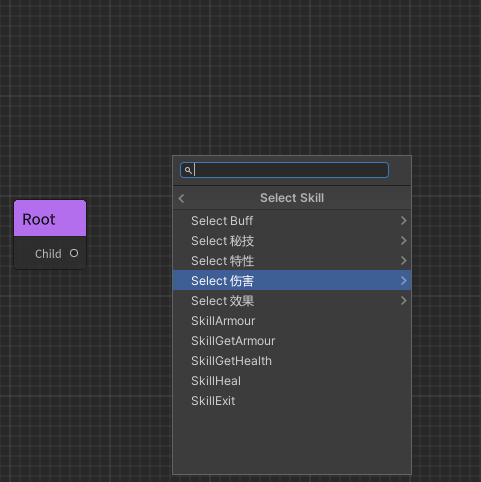 Root
Child
Select Skill
Select Buff
Select 秘技
Select 特性
Select 伤害
Select 效果
SkillArmour
SkillGetArmour
SkillGetHealth
SkillHeal
SkillExit